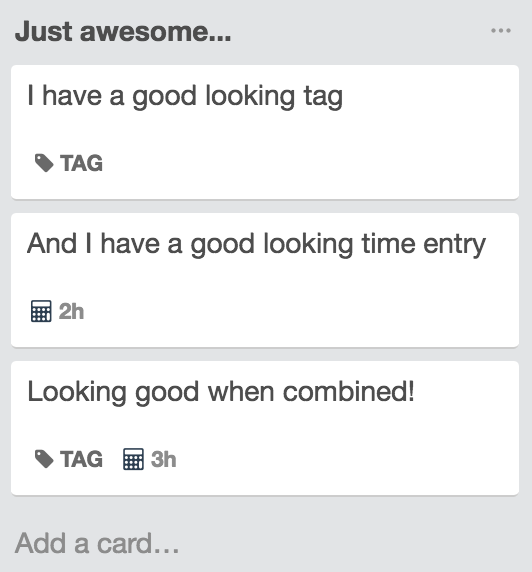 Just awesome...
I have a good looking tag
TAG
And I have a good looking time entry
2h
Looking good when combined!
TAG 3h
Add a card...